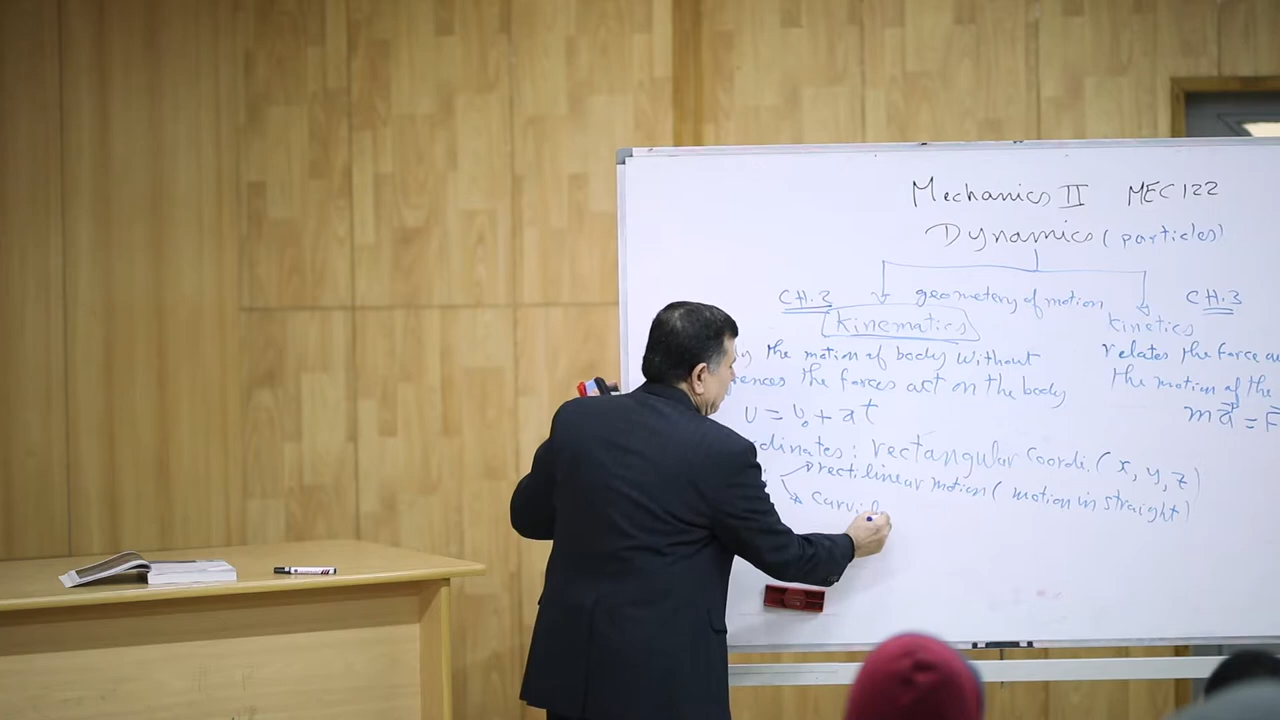 Mechanics II MEC122
Dynamics (particles)
CH.2 geometery of motion CH.3
kinematics kinetics
the motion of body without relates the force
the forces act on the body the motion of the
v = v₀ + at ma⃗ = F
rectangular coordi. (x, y, z)
rectilinear motion (motion in straight)